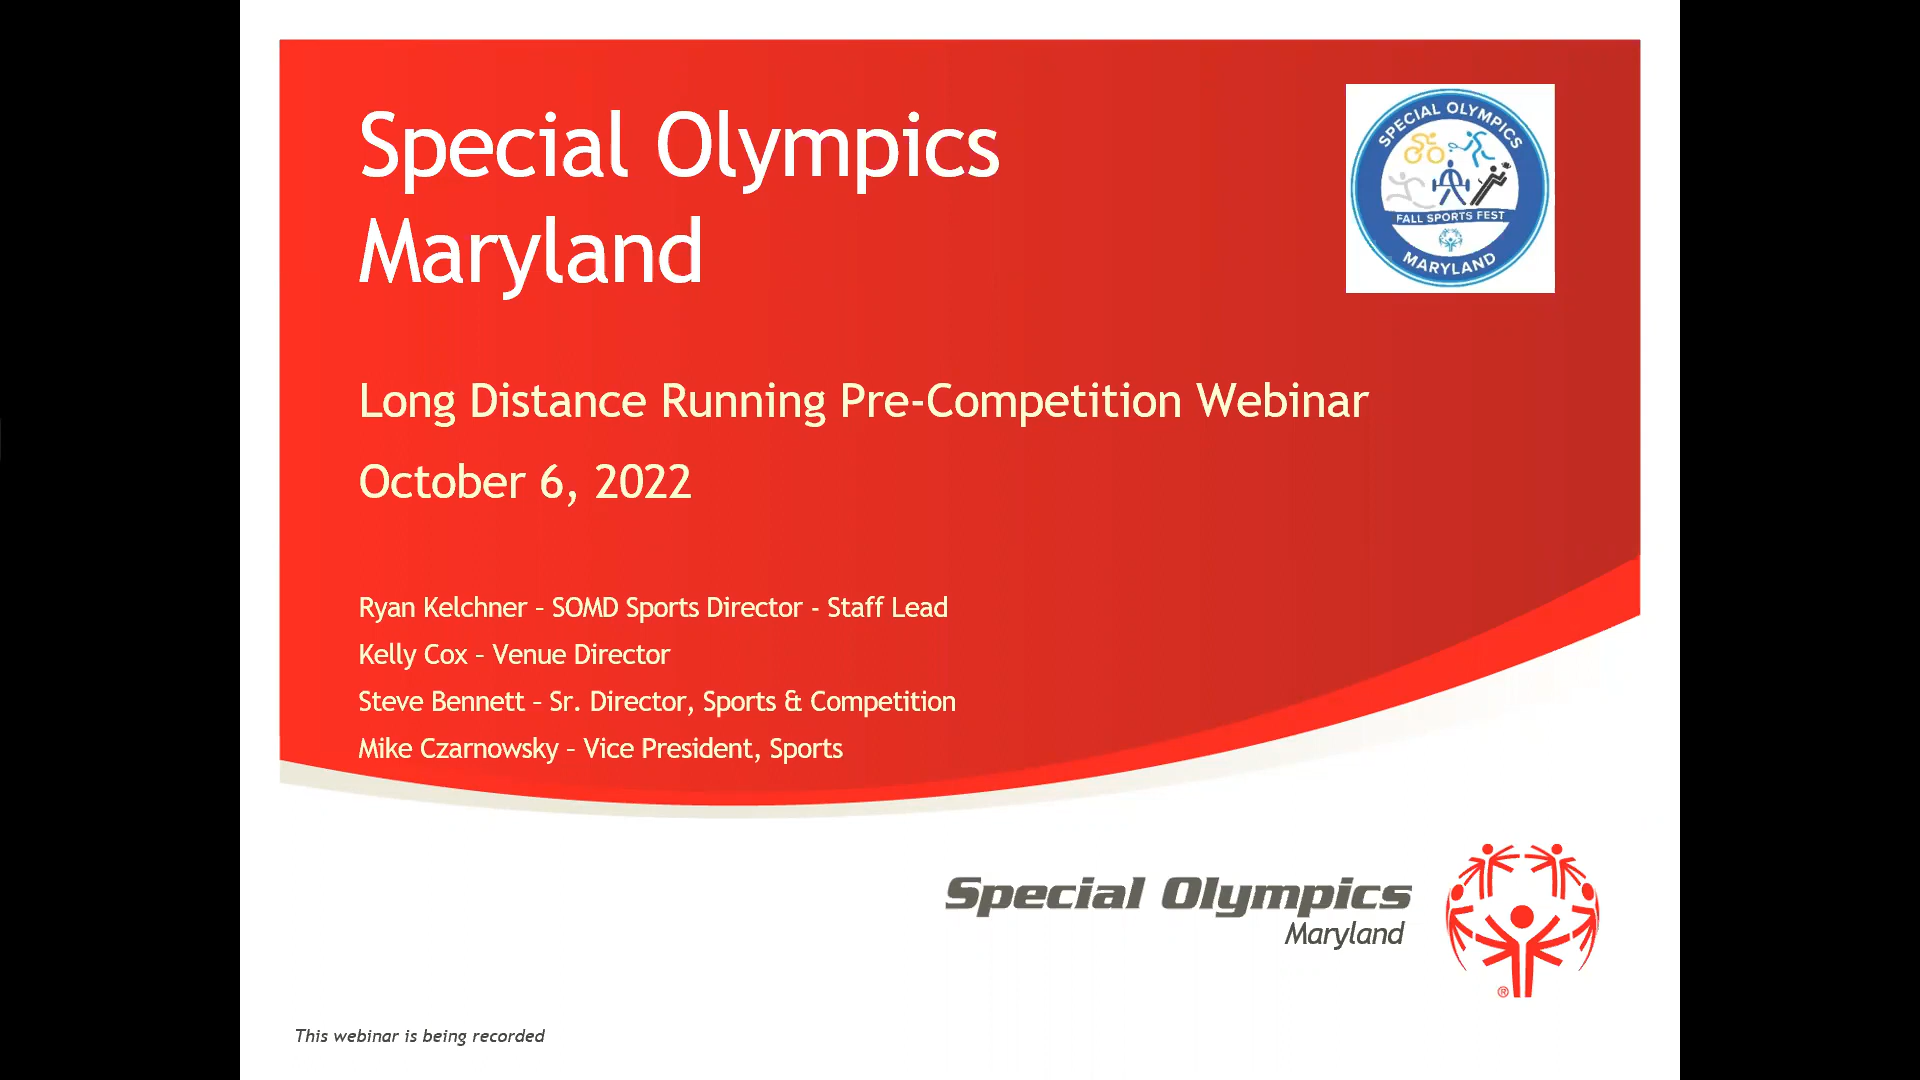 Special Olympics
Maryland
SPECIAL OLYMPICS
FALL SPORTS FEST
MARYLAND
Long Distance Running Pre-Competition Webinar
October 6, 2022
Ryan Kelchner – SOMD Sports Director - Staff Lead
Kelly Cox – Venue Director
Steve Bennett – Sr. Director, Sports & Competition
Mike Czarnowsky – Vice President, Sports
Special Olympics
Maryland
®
This webinar is being recorded